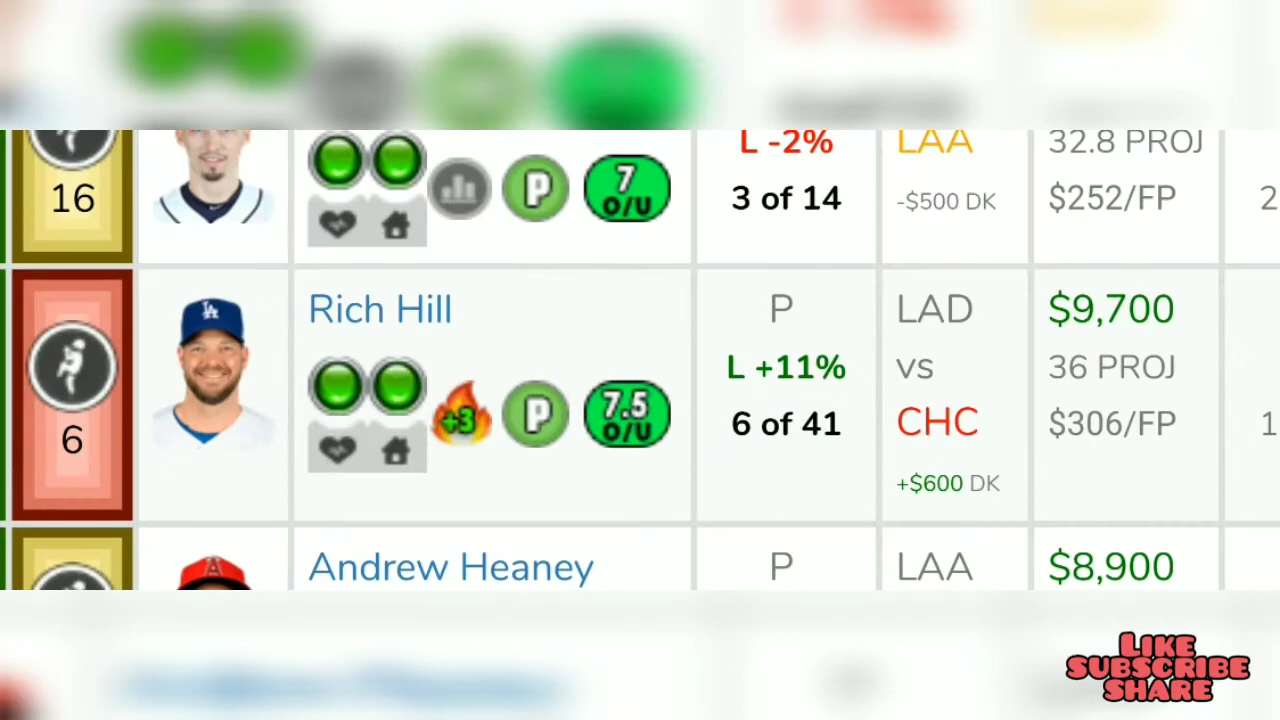 16
7
O/U
P
L -2%
3 of 14
LAA
-$500 DK
32.8 PROJ
$252/FP
2
6
LA
Rich Hill
+3
P
7.5
O/U
P
L +11%
6 of 41
LAD
vs
CHC
+$600 DK
$9,700
36 PROJ
$306/FP
1
A
Andrew Heaney
P
LAA
$8,900
LIKE
SUBSCRIBE
SHARE